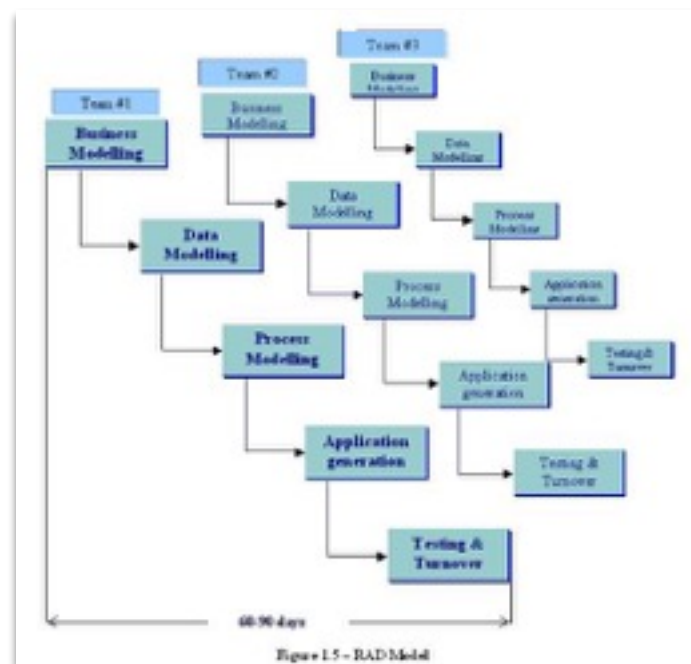 Team #3
Team #2
Team #1
Business
Modelling
Business
Modelling
Business
Modelling
Data
Modelling
Data
Modelling
Data
Modelling
Process
Modelling
Process
Modelling
Process
Modelling
Application
generation
Application
generation
Application
generation
Testing &
Turnover
Testing &
Turnover
Testing &
Turnover
60-90 days
Figure 1.5 – RAD Model